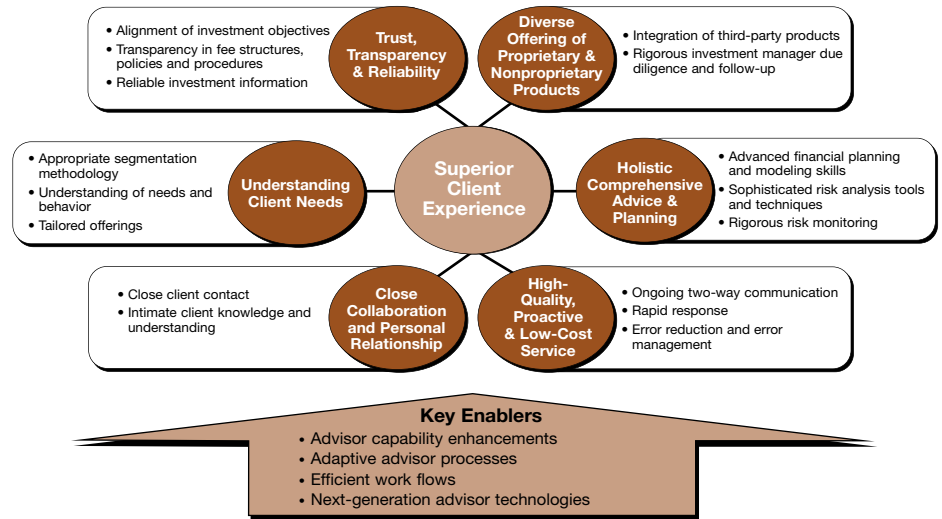 • Alignment of investment objectives
• Transparency in fee structures,
policies and procedures
• Reliable investment information
Trust,
Transparency
& Reliability
Diverse
Offering of
Proprietary &
Nonproprietary
Products
• Integration of third-party products
• Rigorous investment manager due
diligence and follow-up
• Appropriate segmentation
methodology
• Understanding of needs and
behavior
• Tailored offerings
Understanding
Client Needs
Superior
Client
Experience
Holistic
Comprehensive
Advice &
Planning
• Advanced financial planning
and modeling skills
• Sophisticated risk analysis tools
and techniques
• Rigorous risk monitoring
• Close client contact
• Intimate client knowledge and
understanding
Close
Collaboration
and Personal
Relationship
High-
Quality,
Proactive
& Low-Cost
Service
• Ongoing two-way communication
• Rapid response
• Error reduction and error
management
Key Enablers
• Advisor capability enhancements
• Adaptive advisor processes
• Efficient work flows
• Next-generation advisor technologies